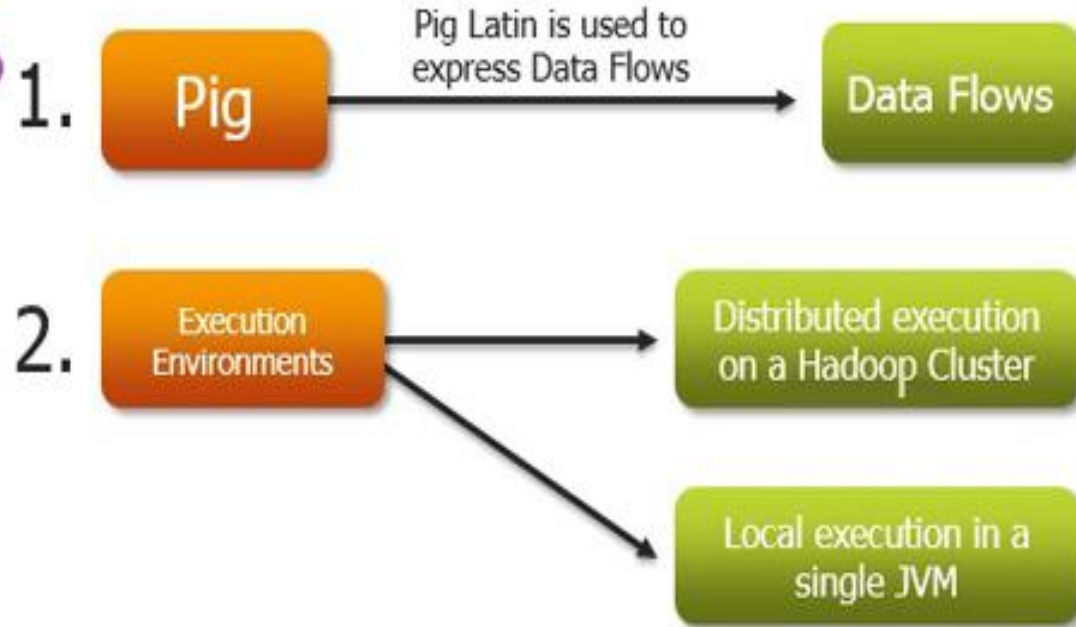 1.
Pig
Pig Latin is used to
express Data Flows
Data Flows
2.
Execution
Environments
Distributed execution
on a Hadoop Cluster
Local execution in a
single JVM